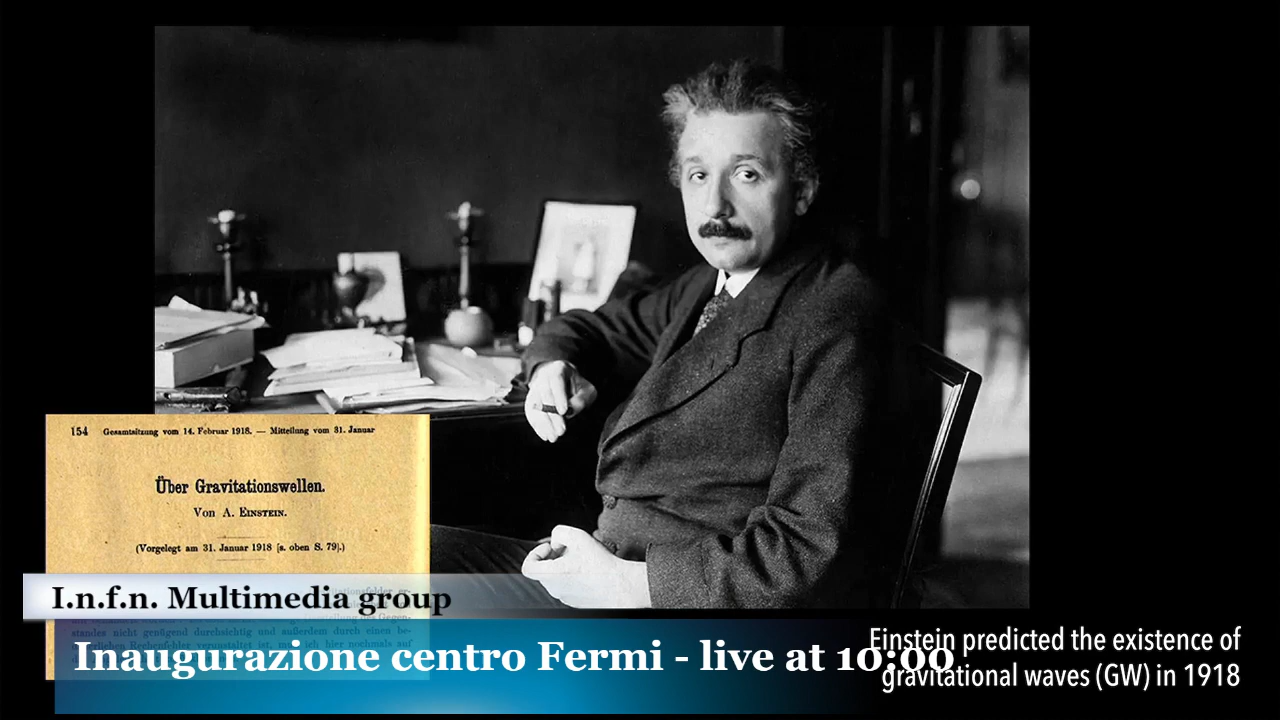 154 Gesamtsitzung vom 14. Februar 1918. — Mitteilung vom 31. Januar
Über Gravitationswellen.
Von A. EINSTEIN.
(Vorgelegt am 31. Januar 1918 [s. oben S. 79].)
I.n.f.n. Multimedia group
standes nicht genügend durchsichtig und außerdem durch einen be-
Inaugurazione centro Fermi - live at 10:00
Einstein predicted the existence of
gravitational waves (GW) in 1918